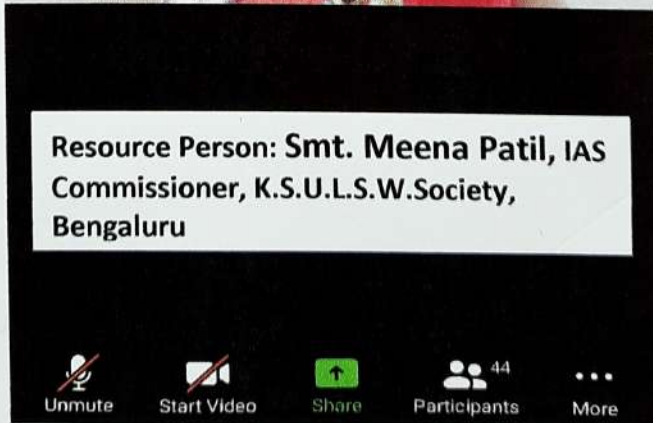 Resource Person: Smt. Meena Patil, IAS
Commissioner, K.S.U.L.S.W.Society,
Bengaluru
44
Unmute Start Video Share Participants More